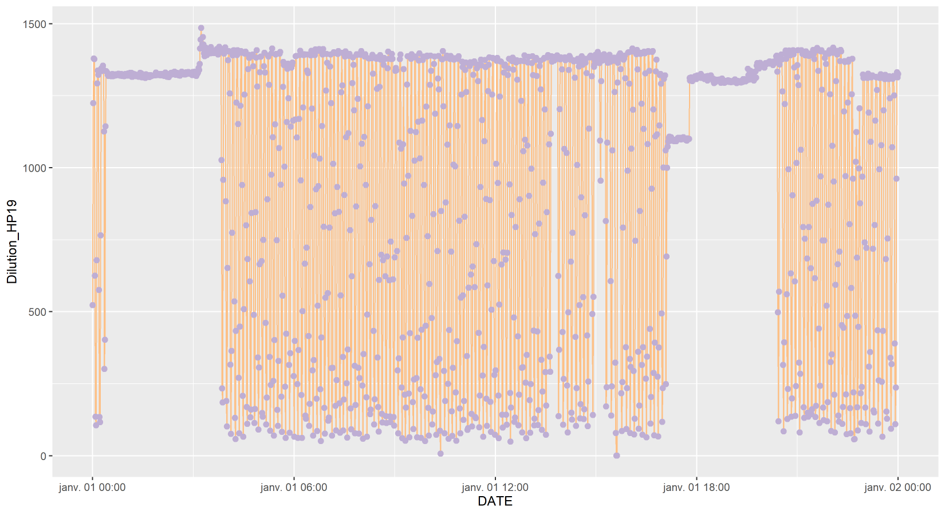 1500
1000
500
0
Dilution_HP19
janv. 01 00:00
janv. 01 06:00
janv. 01 12:00
janv. 01 18:00
janv. 02 00:00
DATE